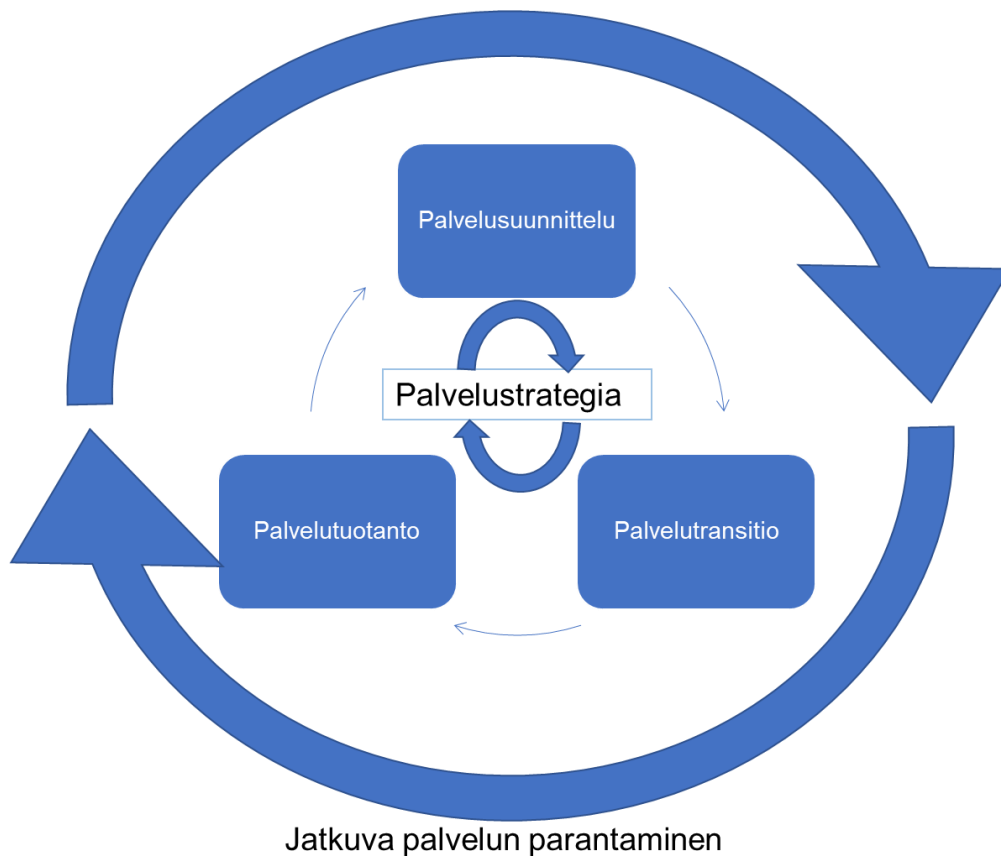 Palvelusuunnittelu
Palvelustrategia
Palvelutuotanto
Palvelutransitio
Jatkuva palvelun parantaminen